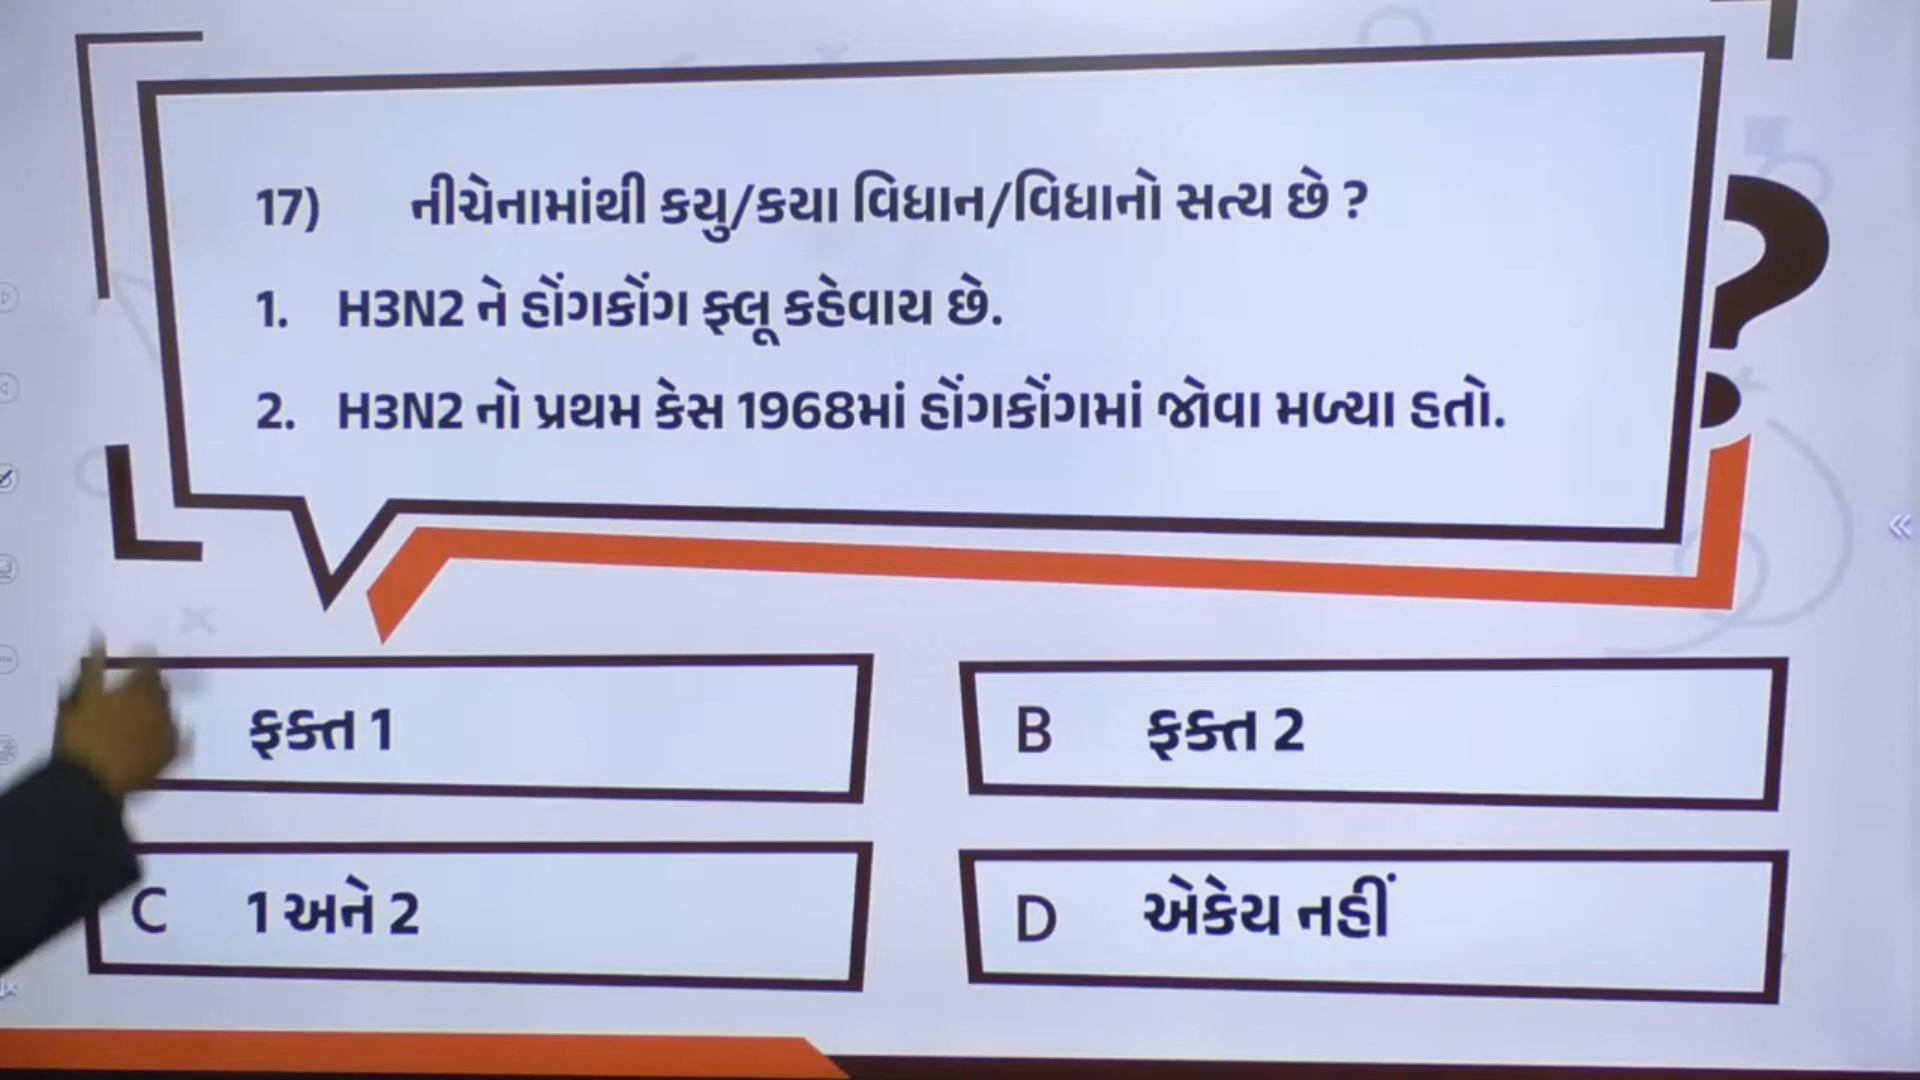 17) નીચેનામાંથી કયુ/કયા વિધાન/વિધાનો સત્ય છે ?
1. H3N2 ને હોંગકોંગ ફ્લૂ કહેવાય છે.
2. H3N2 નો પ્રથમ કેસ 1968માં હોંગકોંગમાં જોવા મળ્યા હતો.
ફક્ત 1
B ફક્ત 2
C 1 અને 2
D એકેય નહીં